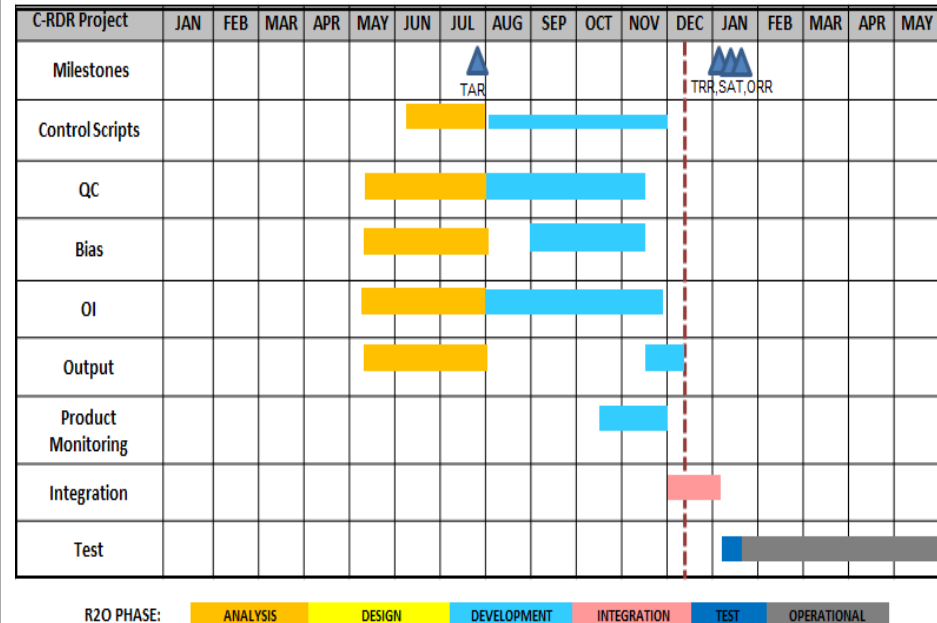 C-RDR Project JAN FEB MAR APR MAY JUN JUL AUG SEP OCT NOV DEC JAN FEB MAR APR MAY
Milestones
TAR
TRR,SAT,ORR
Control Scripts
QC
Bias
OI
Output
Product
Monitoring
Integration
Test
R2O PHASE: ANALYSIS DESIGN DEVELOPMENT INTEGRATION TEST OPERATIONAL